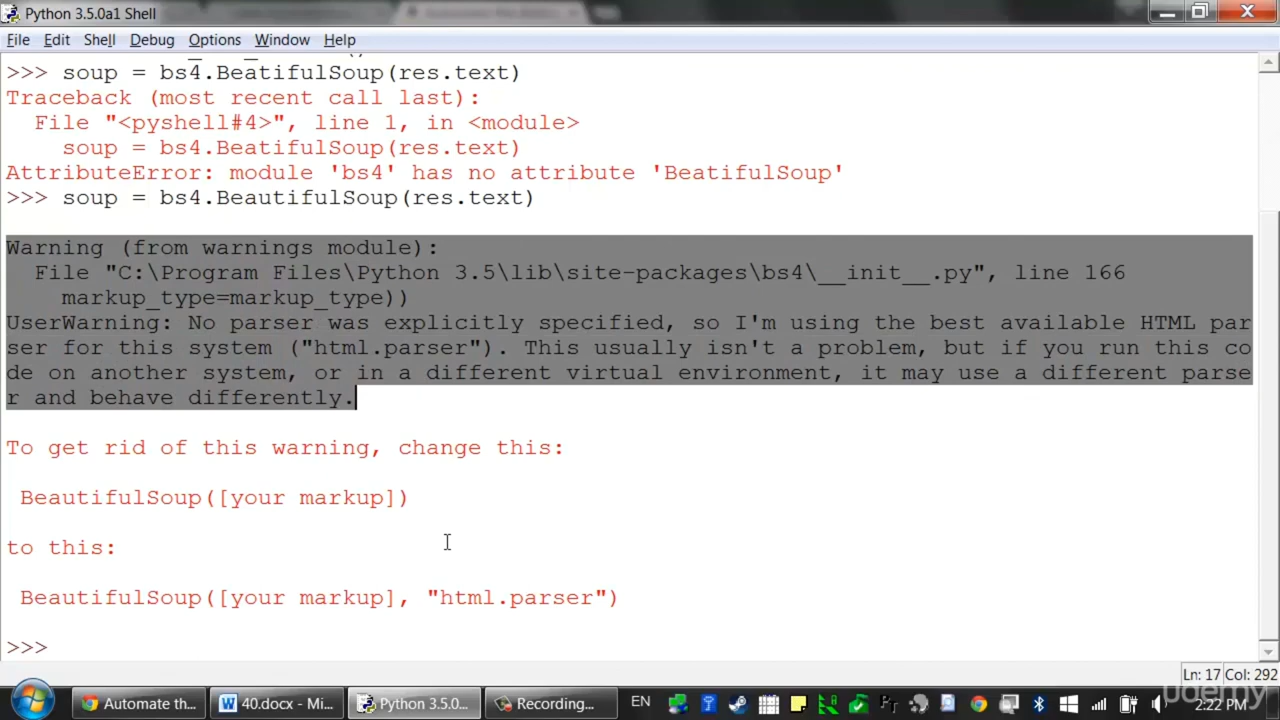 Python 3.5.0a1 Shell
File Edit Shell Debug Options Window Help
>>> soup = bs4.BeatifulSoup(res.text)
Traceback (most recent call last):
File "<pyshell#4>", line 1, in <module>
soup = bs4.BeatifulSoup(res.text)
AttributeError: module 'bs4' has no attribute 'BeatifulSoup'
>>> soup = bs4.BeautifulSoup(res.text)
Warning (from warnings module):
File "C:\Program Files\Python 3.5\lib\site-packages\bs4\__init__.py", line 166
markup_type=markup_type))
UserWarning: No parser was explicitly specified, so I'm using the best available HTML par
ser for this system ("html.parser"). This usually isn't a problem, but if you run this co
de on another system, or in a different virtual environment, it may use a different parse
r and behave differently.
To get rid of this warning, change this:
BeautifulSoup([your markup])
to this:
BeautifulSoup([your markup], "html.parser")
>>>
Ln: 17 Col: 292
Automate th... 40.docx - Mi... Python 3.5.0... Recording... EN 2:22 PM
udemy